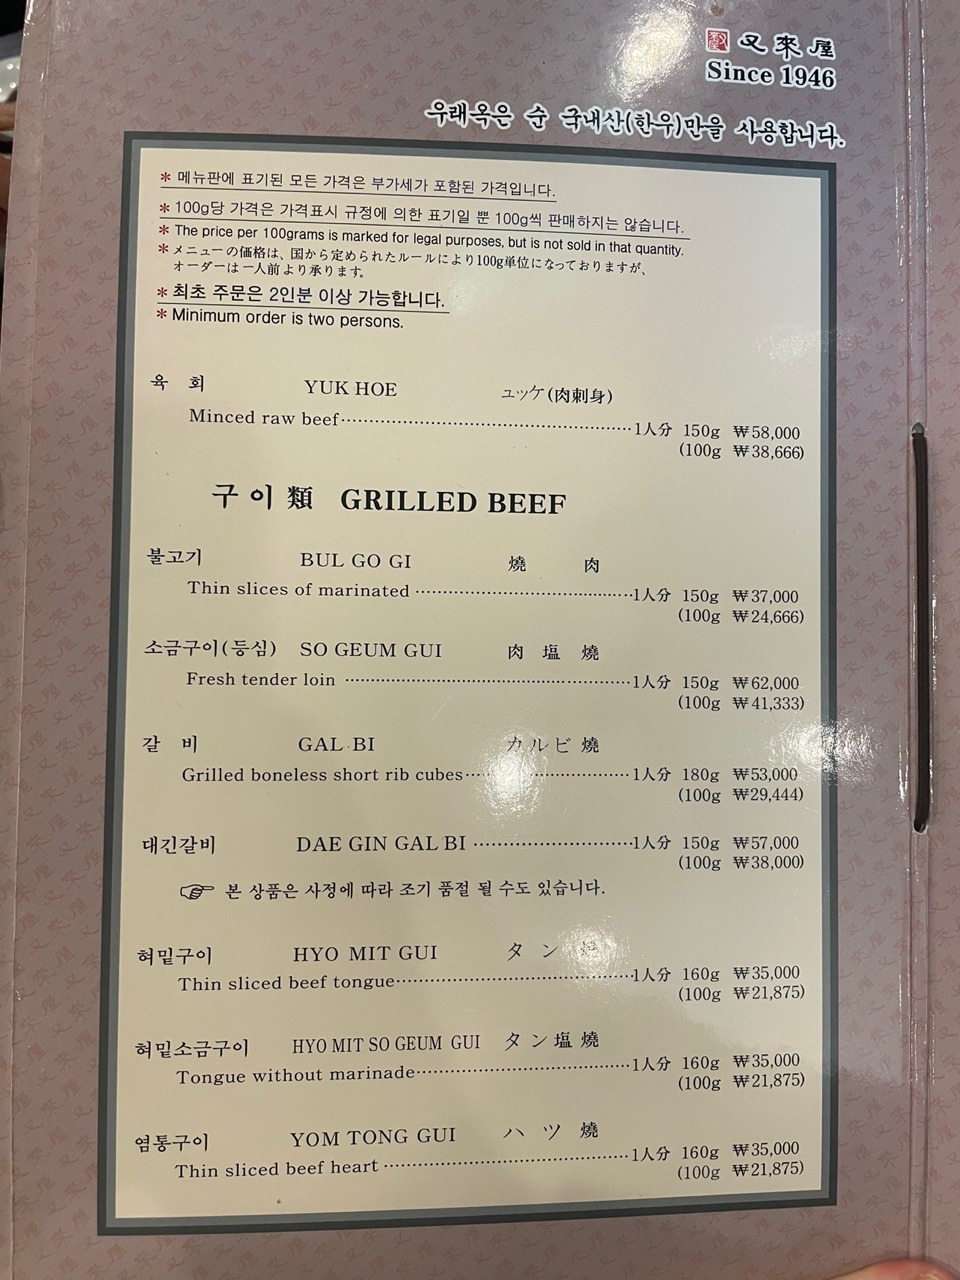 又來屋
Since 1946
우래옥은 순 국내산(한우)만을 사용합니다.
* 메뉴판에 표기된 모든 가격은 부가세가 포함된 가격입니다.
* 100g당 가격은 가격표시 규정에 의한 표기일 뿐 100g씩 판매하지는 않습니다.
* The price per 100grams is marked for legal purposes, but is not sold in that quantity.
* メニューの価格は、国から定められたルールにより100g単位になっておりますが、
オーダーは一人前より承ります。
* 최초 주문은 2인분 이상 가능합니다.
* Minimum order is two persons.
육 회 YUK HOE ユッケ(肉刺身)
Minced raw beef 1人分 150g ₩58,000
(100g ₩38,666)
구이類 GRILLED BEEF
불고기 BUL GO GI 燒 肉
Thin slices of marinated 1人分 150g ₩37,000
(100g ₩24,666)
소금구이(등심) SO GEUM GUI 肉 塩 燒
Fresh tender loin 1人分 150g ₩62,000
(100g ₩41,333)
갈 비 GAL BI カルビ 燒
Grilled boneless short rib cubes 1人分 180g ₩53,000
(100g ₩29,444)
대긴갈비 DAE GIN GAL BI 1人分 150g ₩57,000
(100g ₩38,000)
☞ 본 상품은 사정에 따라 조기 품절 될 수도 있습니다.
혀밑구이 HYO MIT GUI タ ン 燒
Thin sliced beef tongue 1人分 160g ₩35,000
(100g ₩21,875)
혀밑소금구이 HYO MIT SO GEUM GUI タン塩燒
Tongue without marinade 1人分 160g ₩35,000
(100g ₩21,875)
염통구이 YOM TONG GUI ハ ツ 燒
Thin sliced beef heart 1人分 160g ₩35,000
(100g ₩21,875)